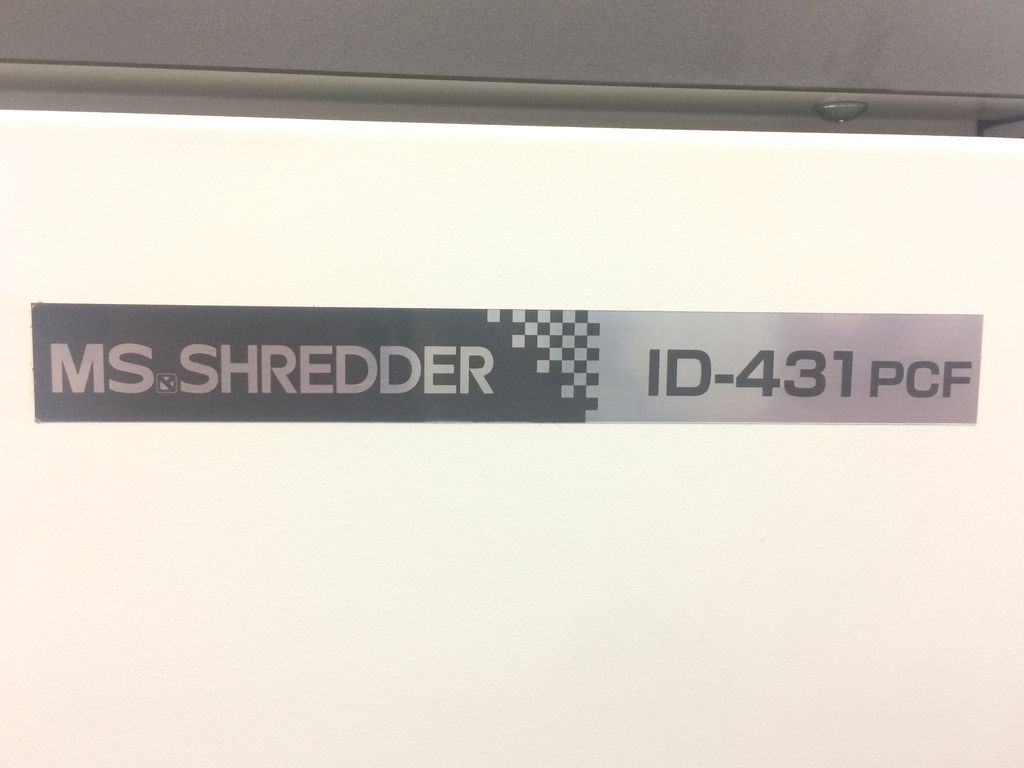 MS SHREDDER ID-431 PCF